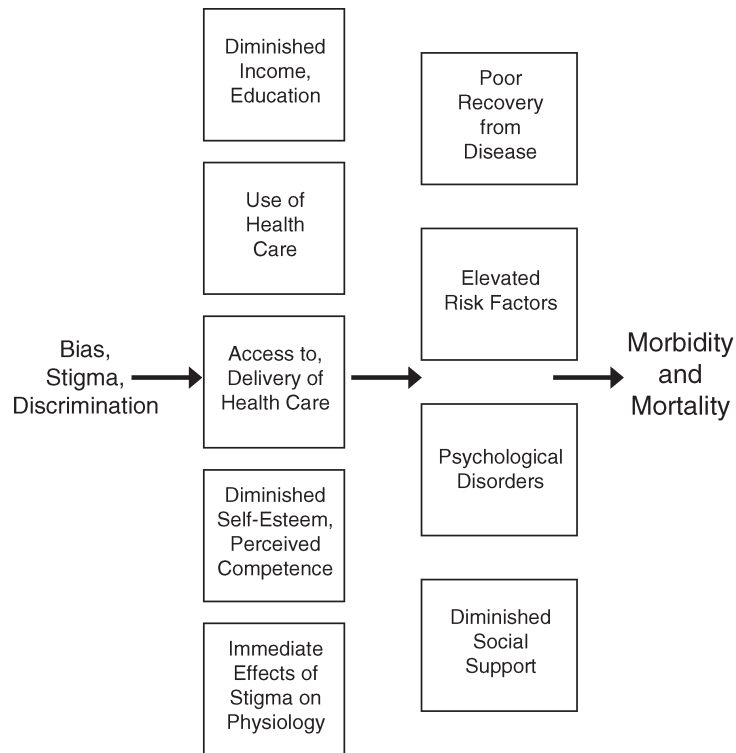 Diminished
Income,
Education
Use of
Health
Care
Bias,
Stigma,
Discrimination
Access to,
Delivery of
Health Care
Diminished
Self-Esteem,
Perceived
Competence
Immediate
Effects of
Stigma on
Physiology
Poor
Recovery
from
Disease
Elevated
Risk Factors
Psychological
Disorders
Diminished
Social
Support
Morbidity
and
Mortality